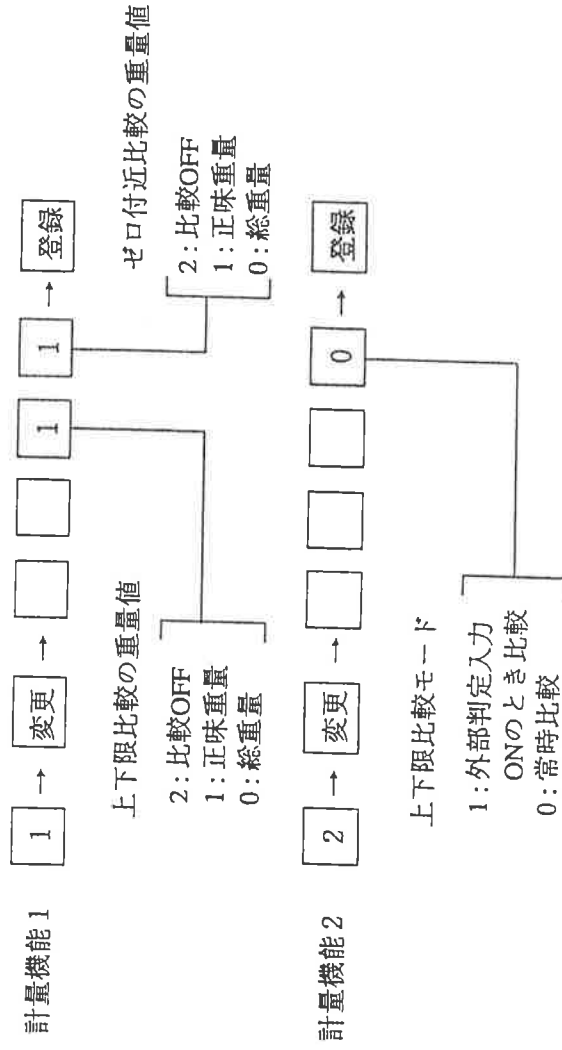 計量機能1
1 → 変更 → 1 1 → 登録
上下限比較の重量値
2:比較OFF
1:正味重量
0:総重量
ゼロ付近比較の重量値
2:比較OFF
1:正味重量
0:総重量
計量機能2
2 → 変更 → 0 → 登録
上下限比較モード
1:外部判定入力
ONのとき比較
0:常時比較